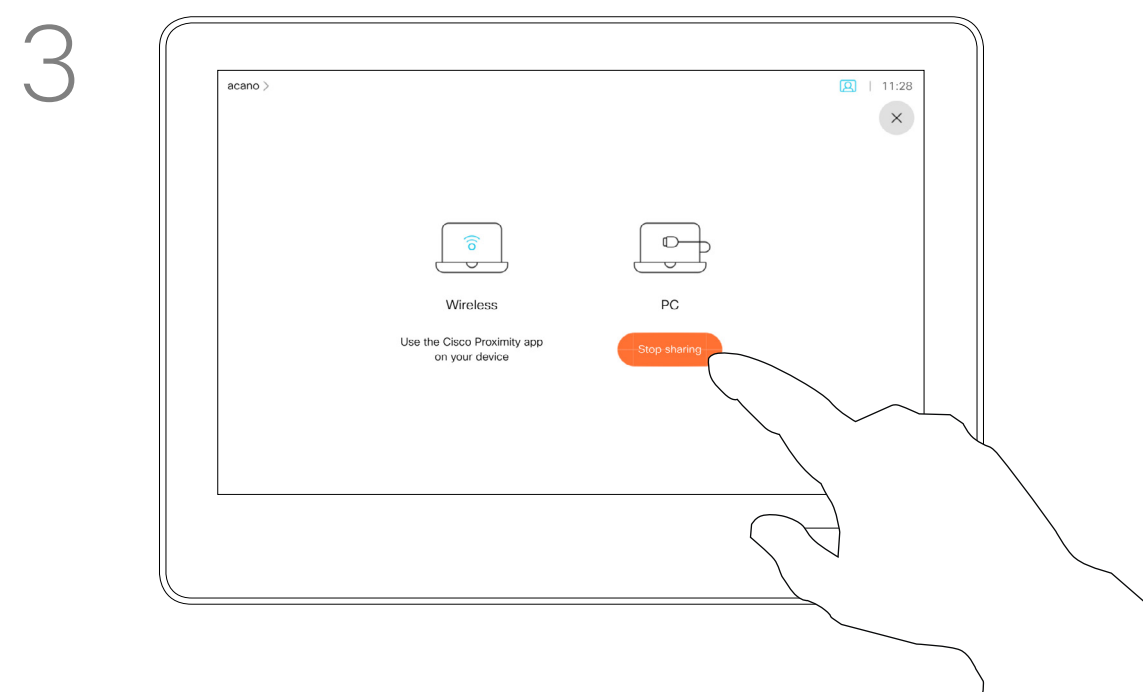 3
acano >
| 11:28
Wireless
PC
Use the Cisco Proximity app
on your device
Stop sharing